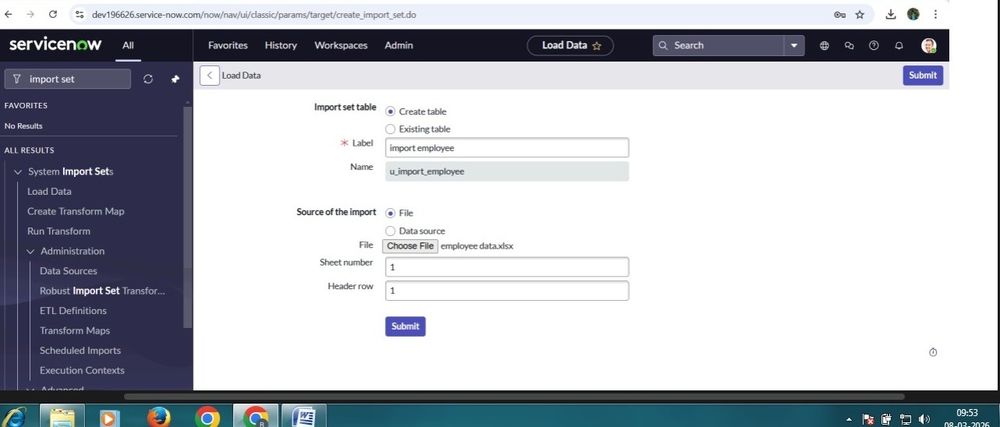 dev196626.service-now.com/now/nav/ui/classic/params/target/create_import_set.do
servicenow All Favorites History Workspaces Admin Load Data Search
import set
Load Data Submit
FAVORITES
No Results
ALL RESULTS
System Import Sets
Load Data
Create Transform Map
Run Transform
Administration
Data Sources
Robust Import Set Transfor...
ETL Definitions
Transform Maps
Scheduled Imports
Execution Contexts
Advanced
Import set table Create table
Existing table
* Label import employee
Name u_import_employee
Source of the import File
Data source
File Choose File employee data.xlsx
Sheet number 1
Header row 1
Submit
R
W
09:53
08-03-2026